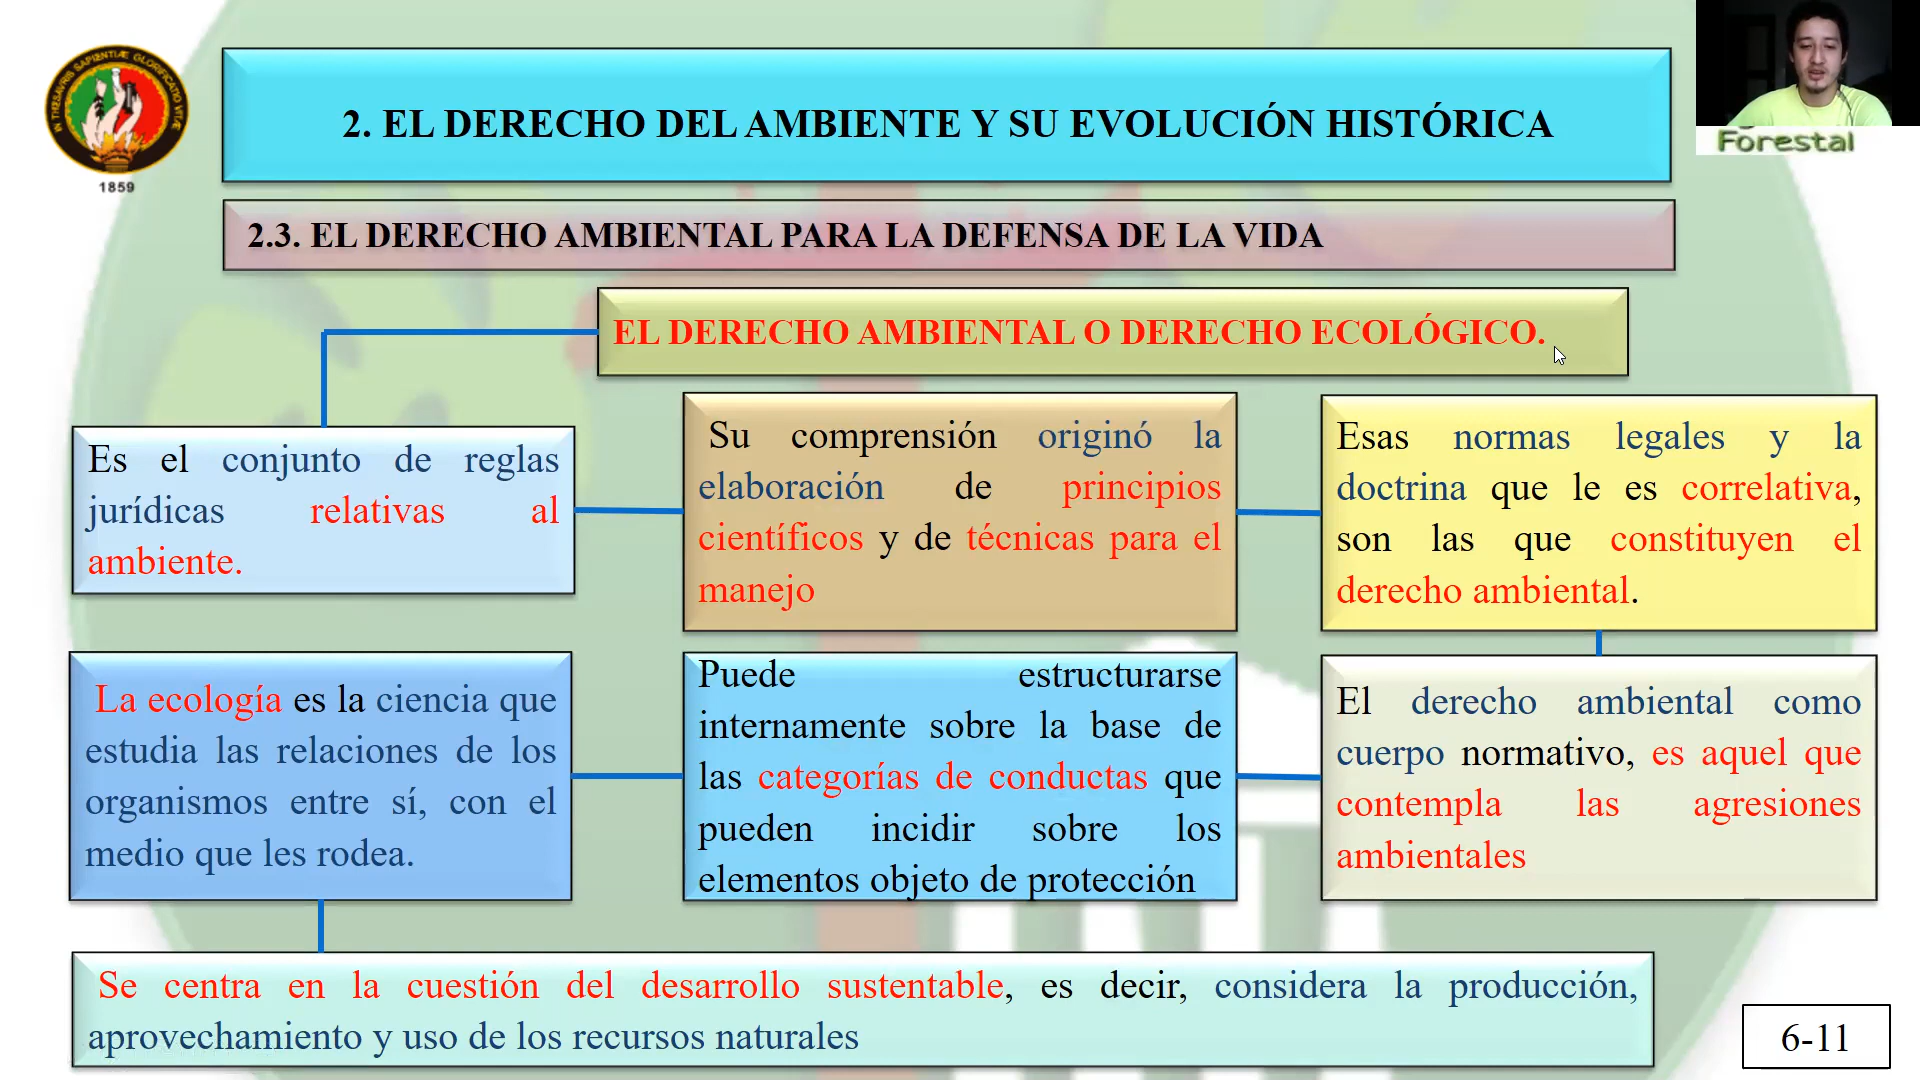 IN THESAVRIS SAPIENTIÆ GLORIFICATIO VITÆ
1859
2. EL DERECHO DEL AMBIENTE Y SU EVOLUCIÓN HISTÓRICA
Forestal
2.3. EL DERECHO AMBIENTAL PARA LA DEFENSA DE LA VIDA
EL DERECHO AMBIENTAL O DERECHO ECOLÓGICO.
Es el conjunto de reglas
jurídicas relativas al
ambiente.
Su comprensión originó la
elaboración de principios
científicos y de técnicas para el
manejo
Esas normas legales y la
doctrina que le es correlativa,
son las que constituyen el
derecho ambiental.
La ecología es la ciencia que
estudia las relaciones de los
organismos entre sí, con el
medio que les rodea.
Puede estructurarse
internamente sobre la base de
las categorías de conductas que
pueden incidir sobre los
elementos objeto de protección
El derecho ambiental como
cuerpo normativo, es aquel que
contempla las agresiones
ambientales
Se centra en la cuestión del desarrollo sustentable, es decir, considera la producción,
aprovechamiento y uso de los recursos naturales
6-11